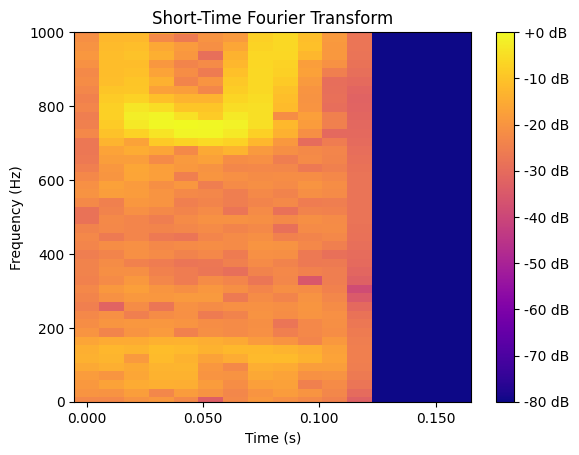 Short-Time Fourier Transform
Frequency (Hz)
1000
800
600
400
200
0
0.000
0.050
0.100
0.150
Time (s)
+0 dB
-10 dB
-20 dB
-30 dB
-40 dB
-50 dB
-60 dB
-70 dB
-80 dB